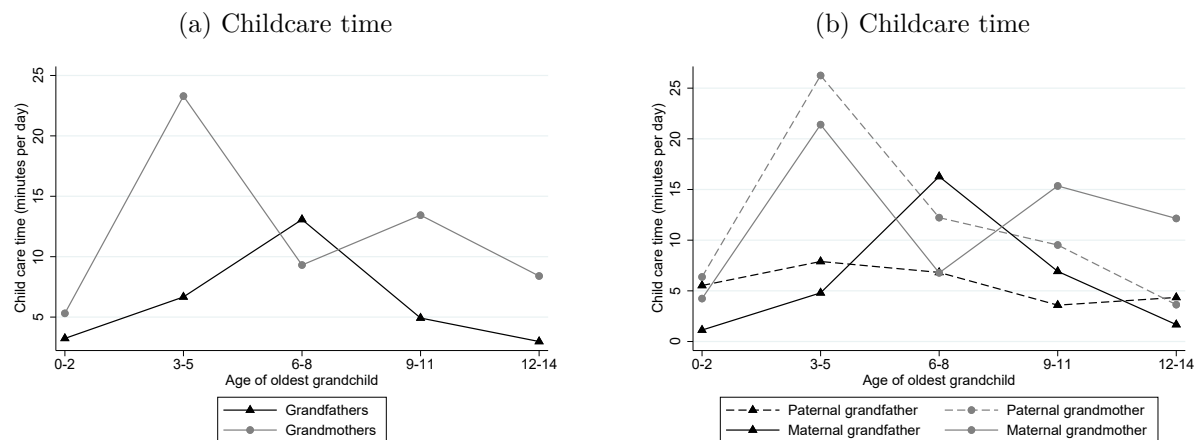 (a) Childcare time
Child care time (minutes per day)
25
20
15
10
5
0-2 3-5 6-8 9-11 12-14
Age of oldest grandchild
Grandfathers
Grandmothers
(b) Childcare time
Child care time (minutes per day)
25
20
15
10
5
0
0-2 3-5 6-8 9-11 12-14
Age of oldest grandchild
Paternal grandfather Paternal grandmother
Maternal grandfather Maternal grandmother